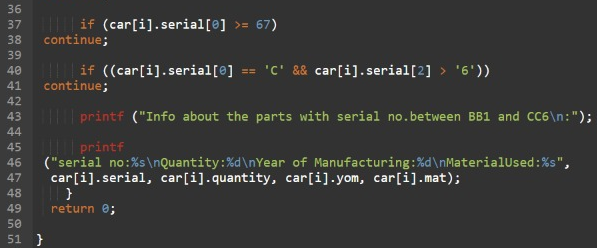 36
37 if (car[i].serial[0] >= 67)
38 continue;
39
40 if ((car[i].serial[0] == 'C' && car[i].serial[2] > '6'))
41 continue;
42
43 printf ("Info about the parts with serial no.between BB1 and CC6\n:");
44
45 printf
46 ("serial no:%s\nQuantity:%d\nYear of Manufacturing:%d\nMaterialUsed:%s",
47 car[i].serial, car[i].quantity, car[i].yom, car[i].mat);
48 }
49 return 0;
50
51 }